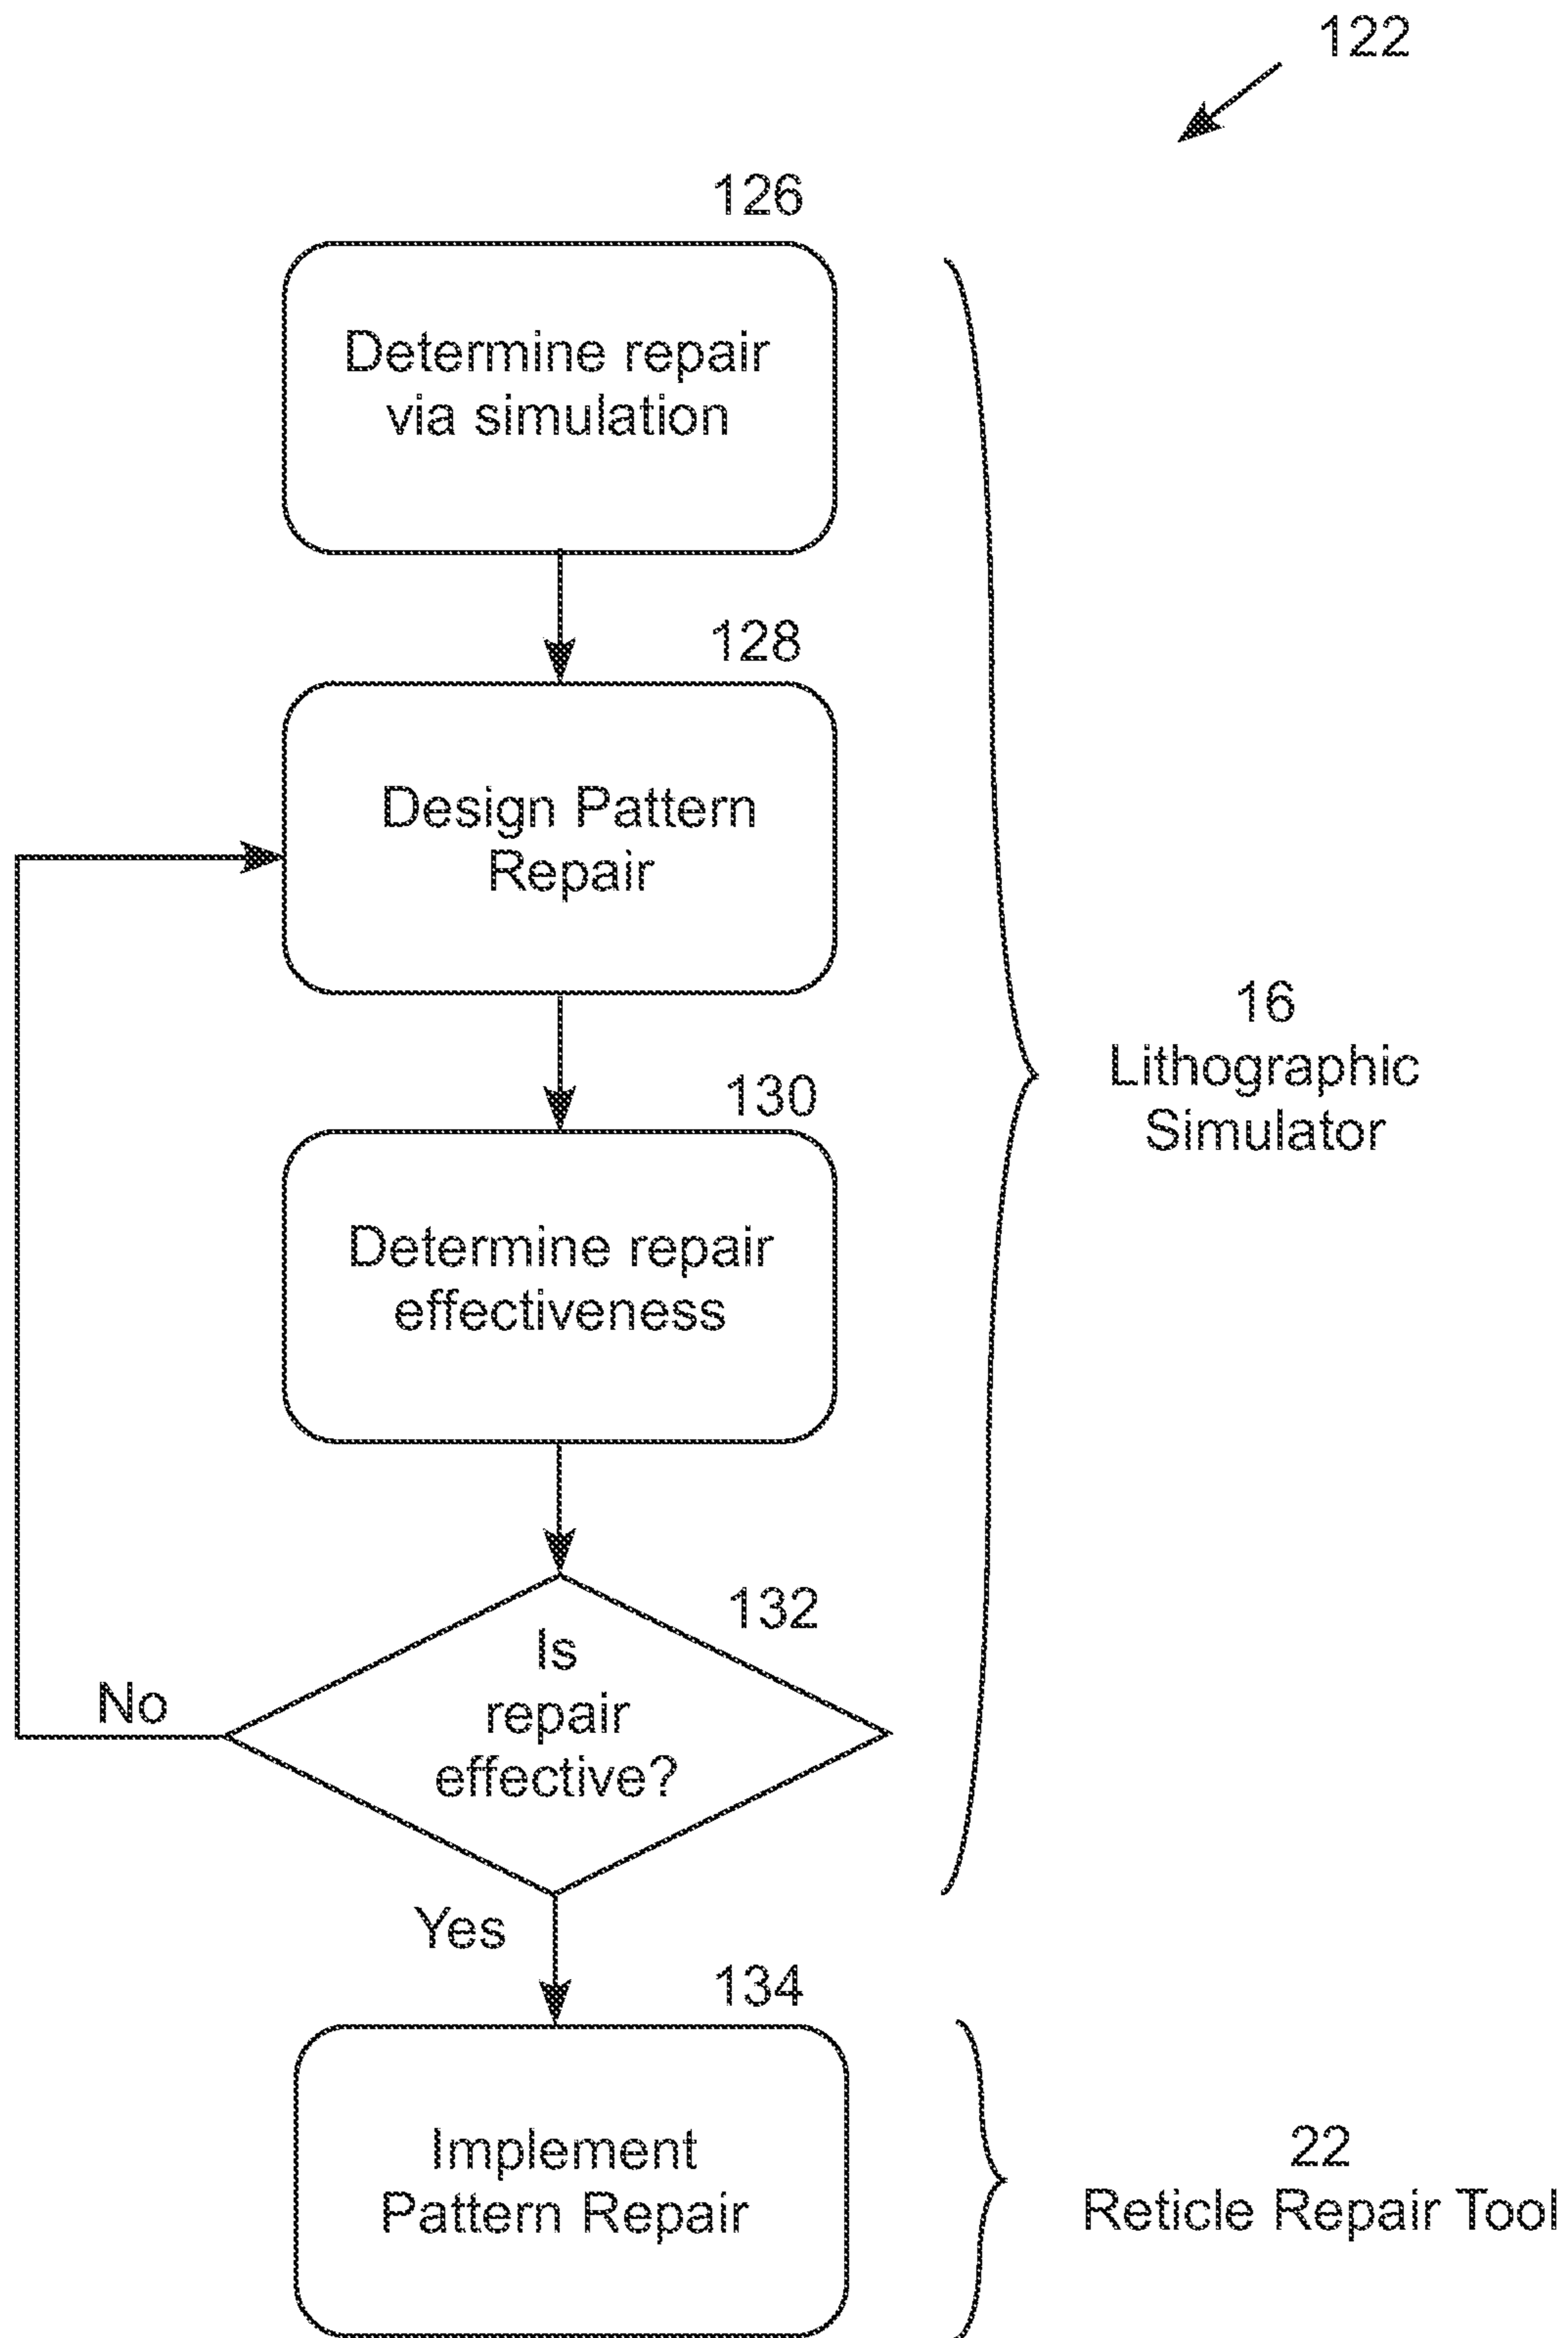 122
126
Determine repair
via simulation
128
Design Pattern
Repair
130
Determine repair
effectiveness
16
Lithographic
Simulator
132
Is
repair
effective?
No
Yes
134
Implement
Pattern Repair
22
Reticle Repair Tool